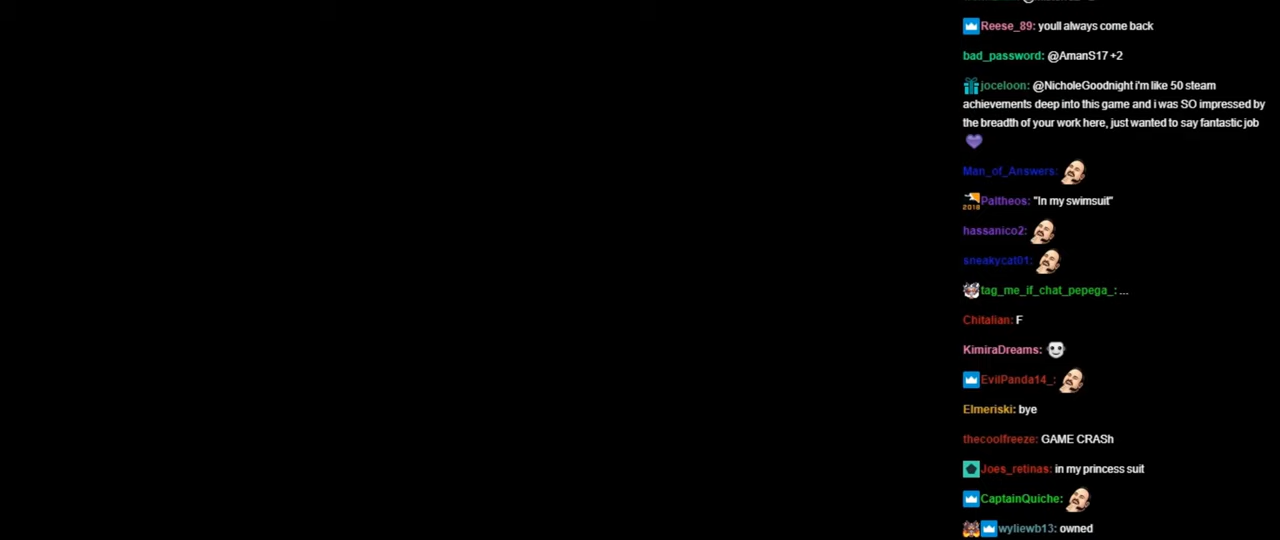 Reese_89: youll always come back
bad_password: @AmanS17 +2
joceloon: @NicholeGoodnight i'm like 50 steam
achievements deep into this game and i was SO impressed by
the breadth of your work here, just wanted to say fantastic job
Man_of_Answers:
2018 Paltheos: "In my swimsuit"
hassanico2:
sneakycat01:
tag_me_if_chat_pepega_: ...
Chitalian: F
KimiraDreams:
EvilPanda14_:
Elmeriski: bye
thecoolfreeze: GAME CRASh
Joes_retinas: in my princess suit
CaptainQuiche:
wyliewb13: owned